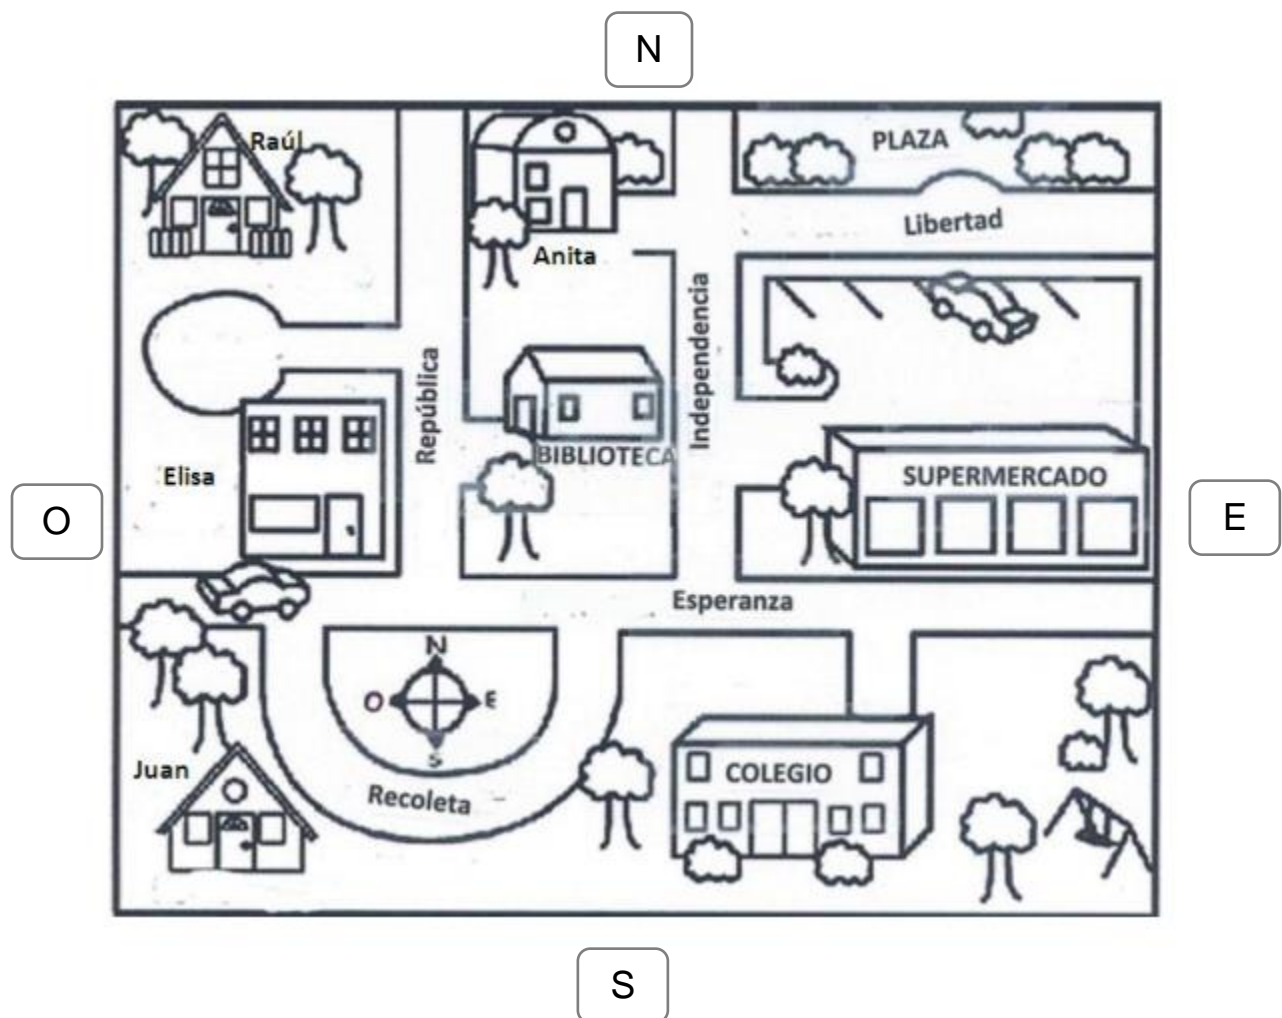 N
Raúl
PLAZA
Libertad
Anita
Independencia
República
BIBLIOTECA
Elisa
SUPERMERCADO
O
E
Esperanza
N
O
E
S
Juan
COLEGIO
Recoleta
S